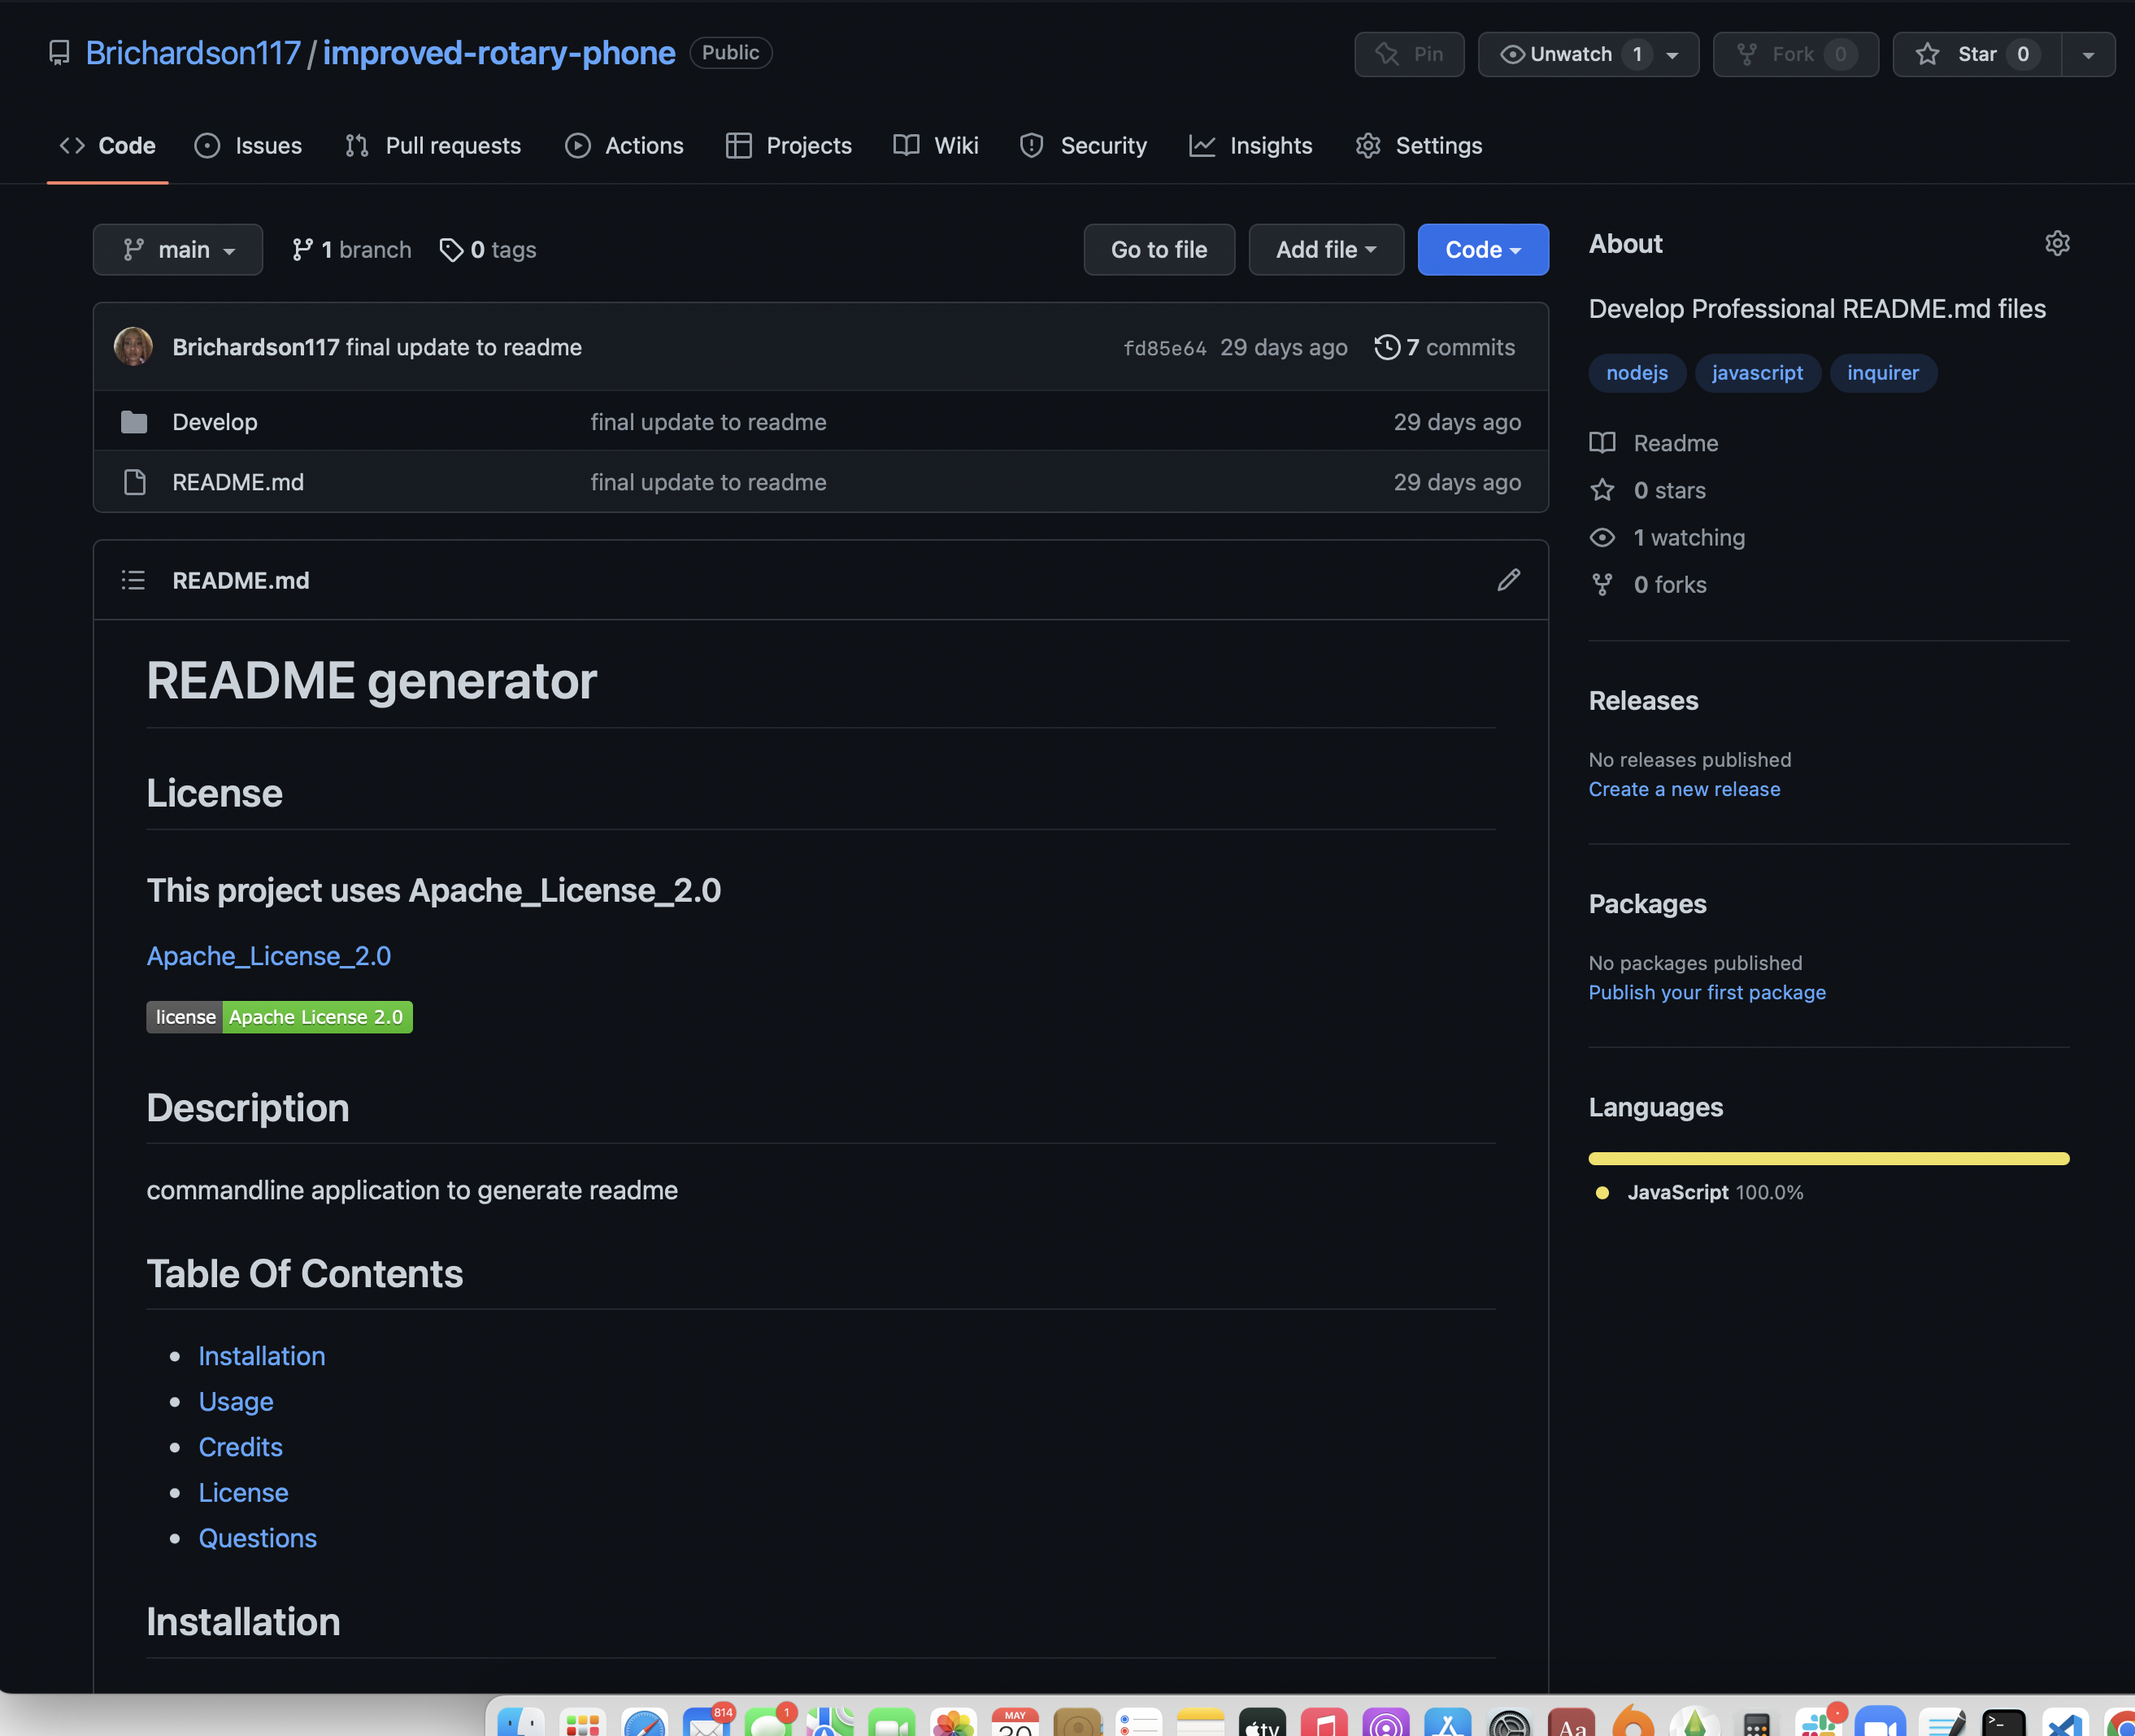 Brichardson117 / improved-rotary-phone Public
Pin Unwatch 1 Fork 0 Star 0
Code Issues Pull requests Actions Projects Wiki Security Insights Settings
main 1 branch 0 tags Go to file Add file Code
Brichardson117 final update to readme fd85e64 29 days ago 7 commits
Develop final update to readme 29 days ago
README.md final update to readme 29 days ago
README.md
README generator
License
This project uses Apache_License_2.0
Apache_License_2.0
license Apache License 2.0
Description
commandline application to generate readme
Table Of Contents
Installation
Usage
Credits
License
Questions
Installation
About
Develop Professional README.md files
nodejs javascript inquirer
Readme
0 stars
1 watching
0 forks
Releases
No releases published
Create a new release
Packages
No packages published
Publish your first package
Languages
JavaScript 100.0%
814 1 MAY
30 tv Aa